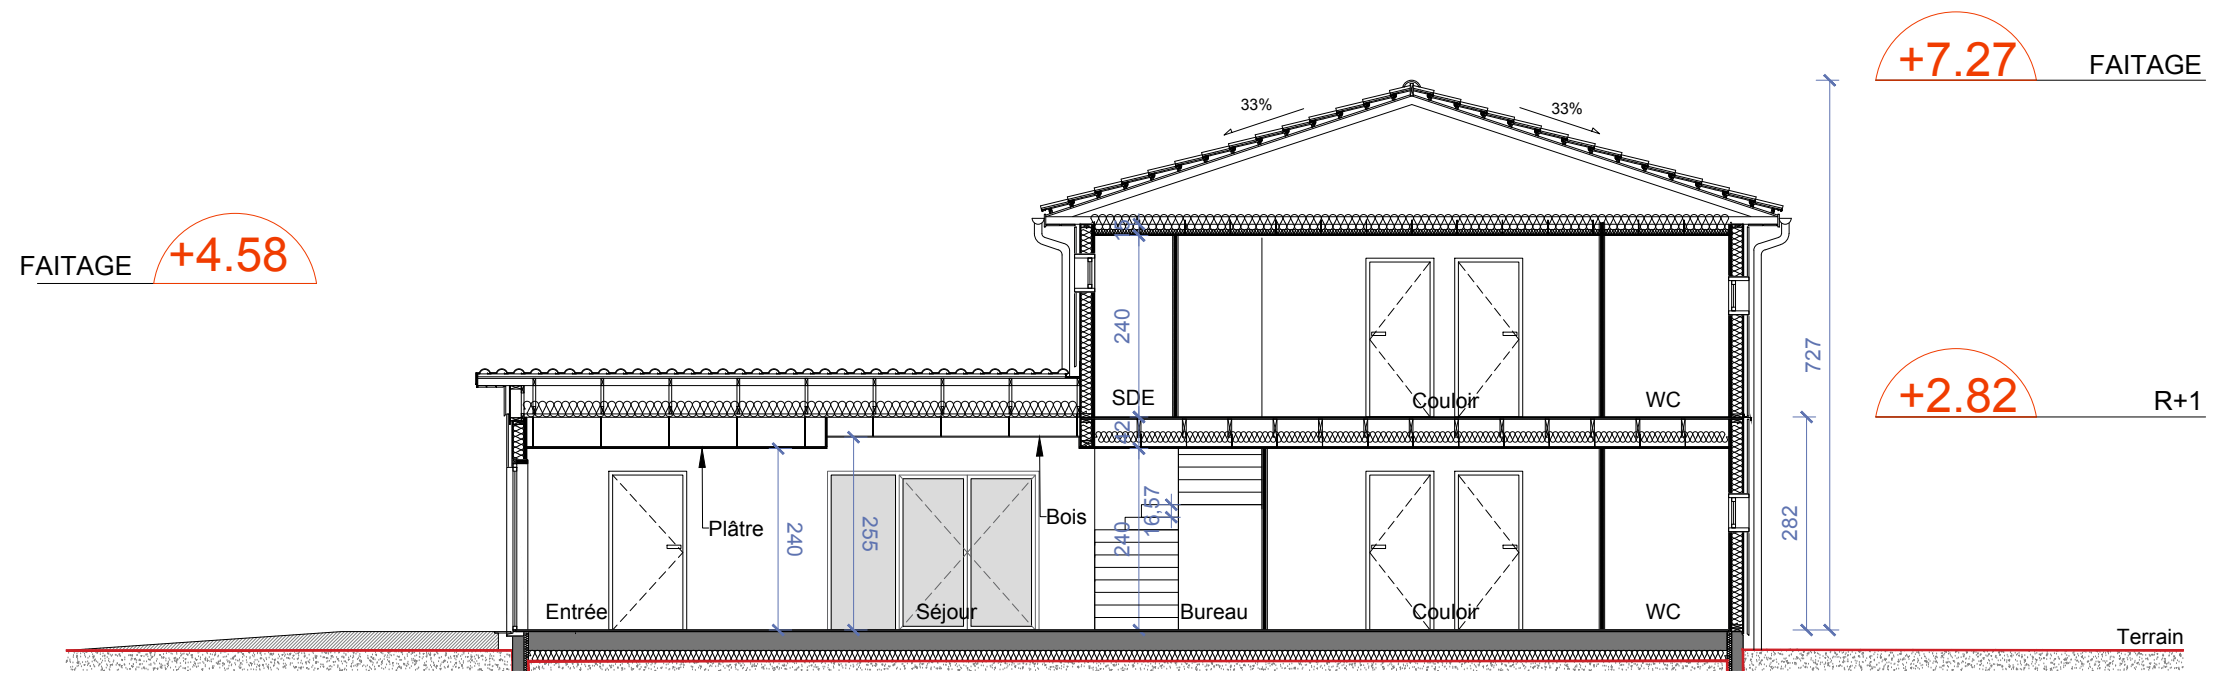 +7.27 FAITAGE
33% 33%
FAITAGE +4.58
240
727
+2.82 R+1
SDE Couloir WC
42
16,57
Plâtre 240 255 Bois 240 282
Entrée Séjour Bureau Couloir WC
Terrain